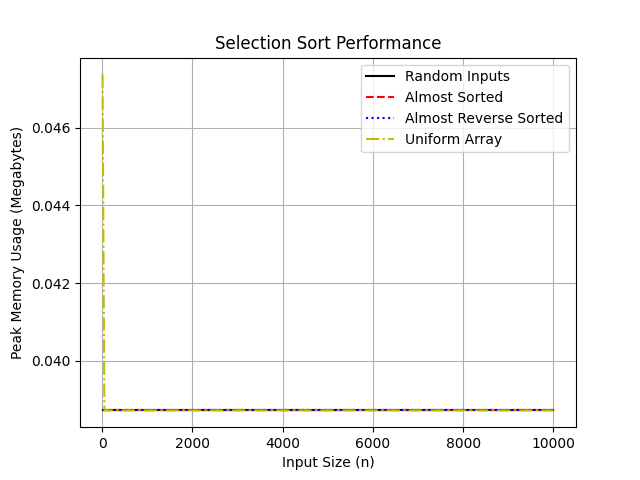 Selection Sort Performance
Random Inputs
Almost Sorted
Almost Reverse Sorted
Uniform Array
Peak Memory Usage (Megabytes)
0.046
0.044
0.042
0.040
0
2000
4000
6000
8000
10000
Input Size (n)